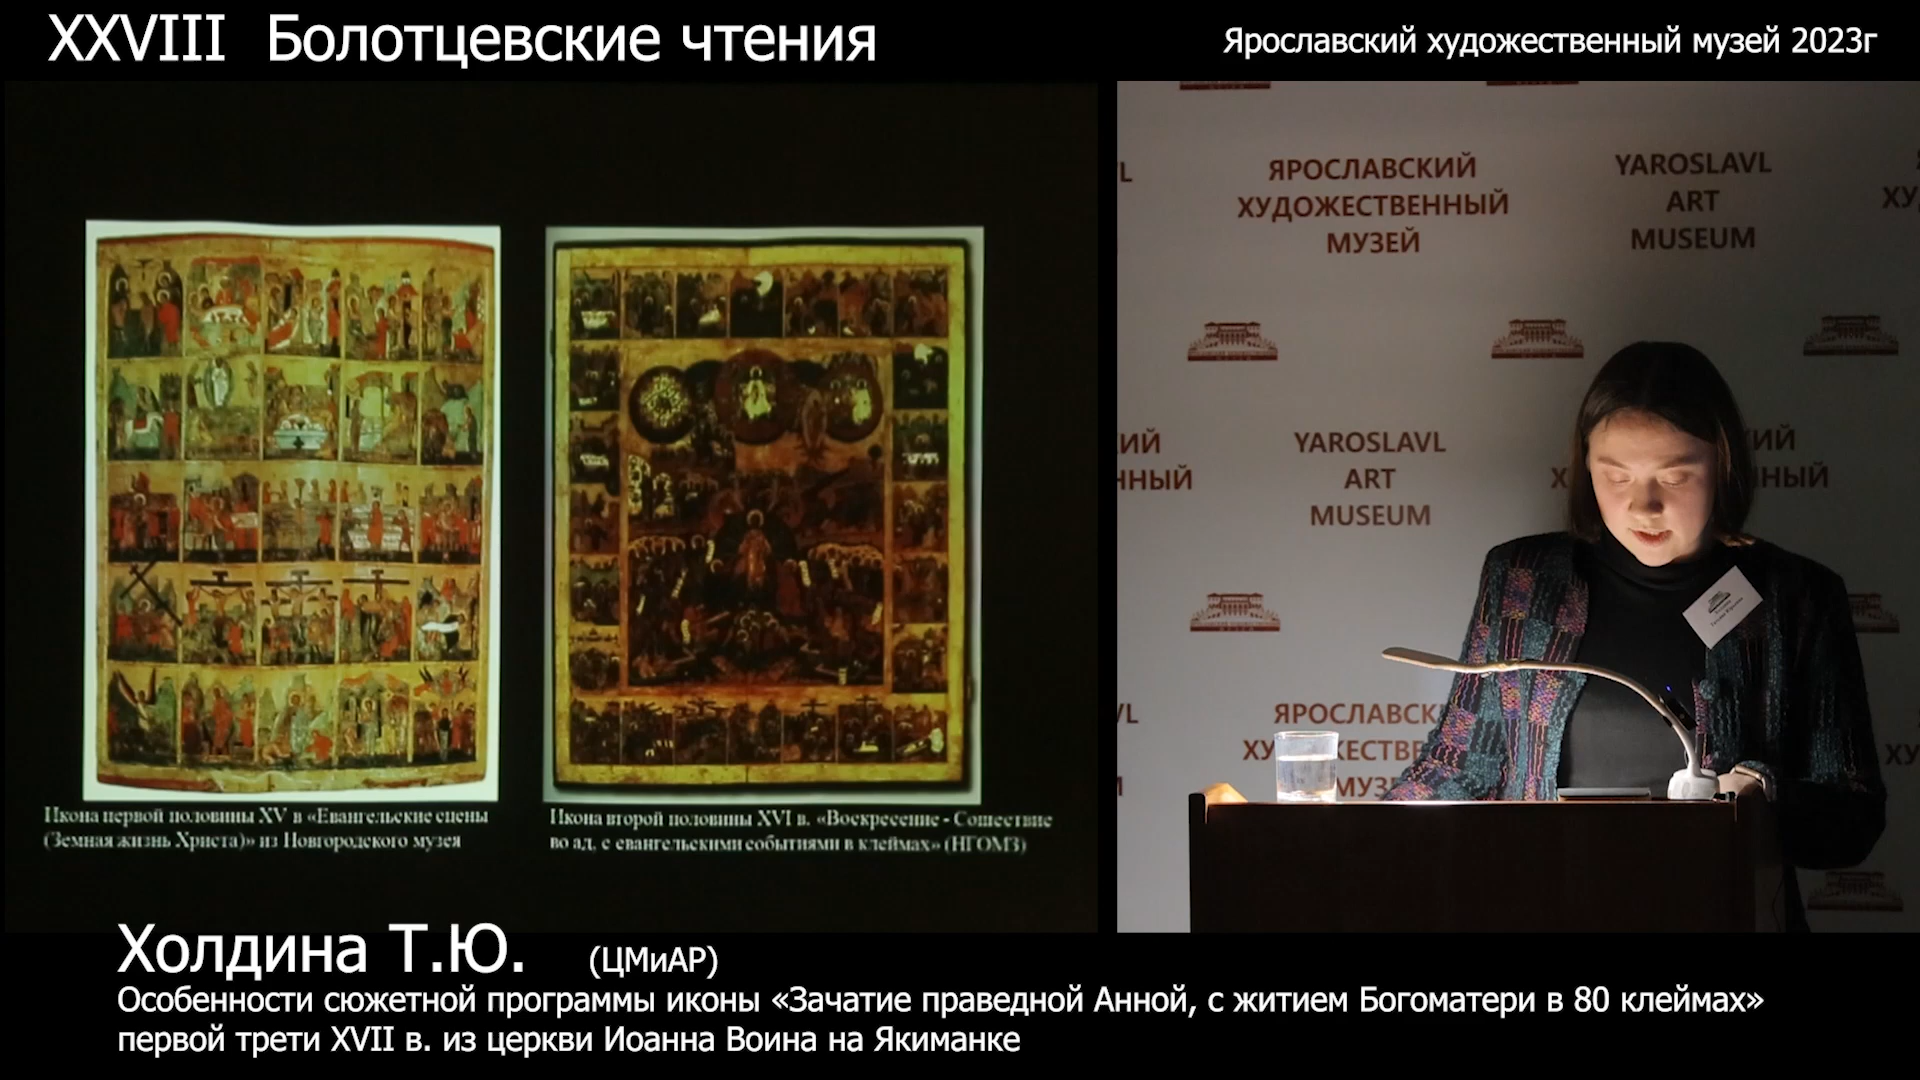 XXVIII Болотцевские чтения
Ярославский художественный музей 2023г
Икона первой половины XV в «Евангельские сцены
(Земная жизнь Христа)» из Новгородского музея
Икона второй половины XVI в. «Воскресение - Сошествие
во ад, с евангельскими событиями в клеймах» (НГОМЗ)
ЯРОСЛАВСКИЙ
ХУДОЖЕСТВЕННЫЙ
МУЗЕЙ
YAROSLAVL
ART
MUSEUM
YAROSLAVL
ART
MUSEUM
ЯРОСЛАВСК
МУЗ
Холдина Т.Ю. (ЦМиАР)
Особенности сюжетной программы иконы «Зачатие праведной Анной, с житием Богоматери в 80 клеймах»
первой трети XVII в. из церкви Иоанна Воина на Якиманке